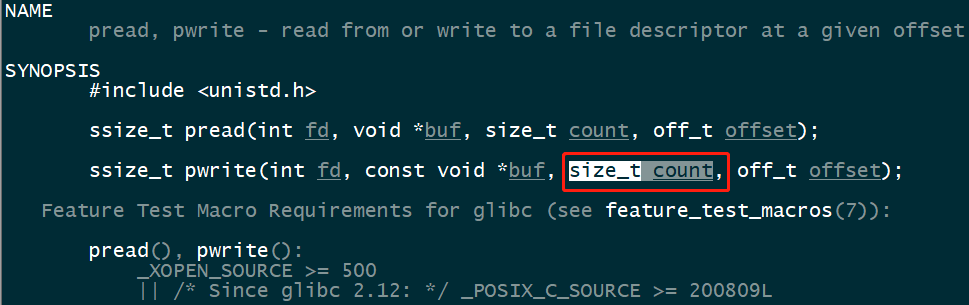 NAME
pread, pwrite - read from or write to a file descriptor at a given offset
SYNOPSIS
#include <unistd.h>
ssize_t pread(int fd, void *buf, size_t count, off_t offset);
ssize_t pwrite(int fd, const void *buf, size_t count, off_t offset);
Feature Test Macro Requirements for glibc (see feature_test_macros(7)):
pread(), pwrite():
_XOPEN_SOURCE >= 500
|| /* Since glibc 2.12: */ _POSIX_C_SOURCE >= 200809L